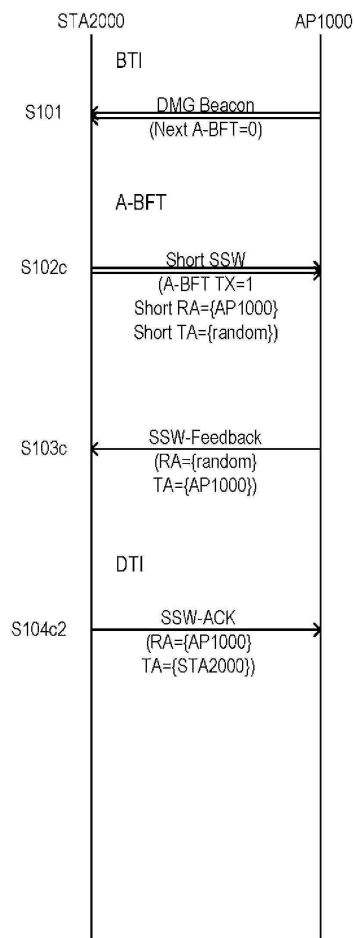 STA2000 AP1000
BTI
S101 DMG Beacon
(Next A-BFT=0)
A-BFT
S102c Short SSW
(A-BFT TX=1
Short RA={AP1000}
Short TA={random})
S103c SSW-Feedback
(RA={random}
TA={AP1000})
DTI
S104c2 SSW-ACK
(RA={AP1000}
TA={STA2000})